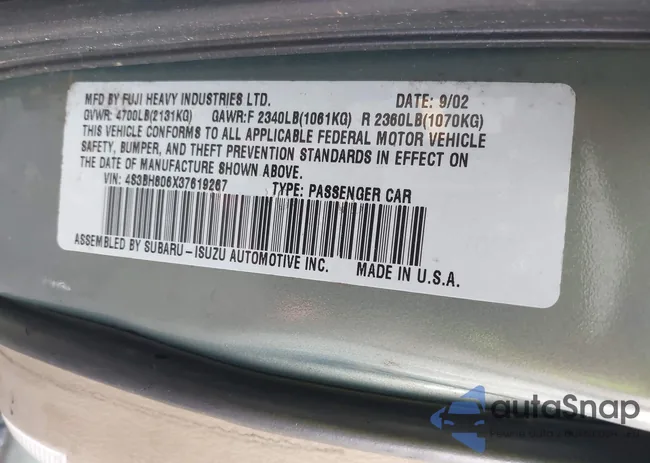 MFD BY FUJI HEAVY INDUSTRIES LTD. DATE: 9/02
GVWR: 4700LB(2131KG) GAWR:F 2340LB(1061KG) R 2360LB(1070KG)
THIS VEHICLE CONFORMS TO ALL APPLICABLE FEDERAL MOTOR VEHICLE
SAFETY, BUMPER, AND THEFT PREVENTION STANDARDS IN EFFECT ON
THE DATE OF MANUFACTURE SHOWN ABOVE.
VIN: 4S3BH806X37619267 TYPE: PASSENGER CAR
ASSEMBLED BY SUBARU-ISUZU AUTOMOTIVE INC. MADE IN U.S.A.
autoSnap